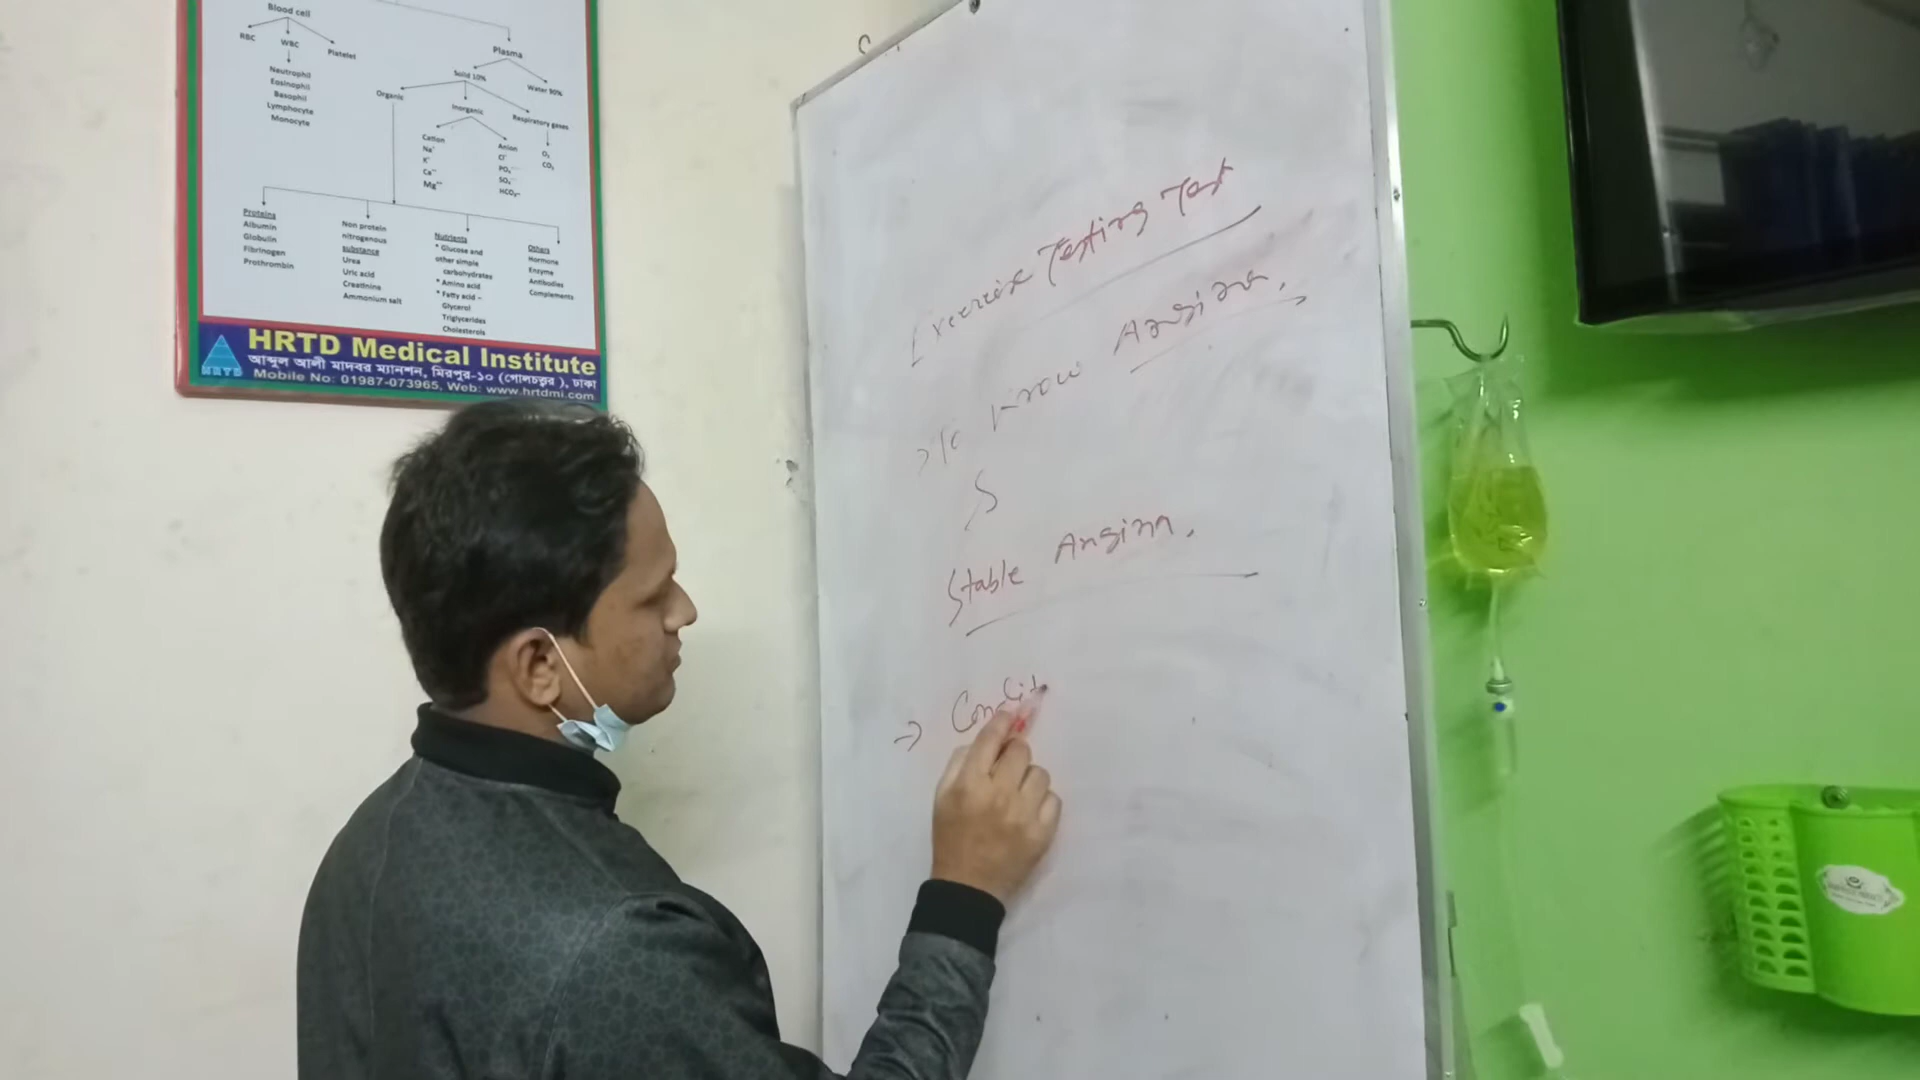 Blood cell
RBC WBC Platelet
Neutrophil
Eosinophil
Basophil
Lymphocyte
Monocyte
Plasma
Solid 10% Water 90%
Organic Inorganic Respiratory gases
Cation
Na⁺
K⁺
Ca⁺⁺
Mg⁺⁺
Anion
Cl⁻
PO₄
SO₄
HCO₃⁻
O₂
CO₂
Proteins
Albumin
Globulin
Fibrinogen
Prothrombin
Non protein
nitrogenous
substance
Urea
Uric acid
Creatinine
Ammonium salt
Nutrients
* Glucose and
other simple
carbohydrates
* Amino acid
* Fatty acid –
Glycerol
Triglycerides
Cholesterols
Others
Hormone
Enzyme
Antibodies
Complements
HRTD Medical Institute
আব্দুল আলী মাদবর ম্যানশন, মিরপুর-১০ (গোলচত্ত্বর), ঢাকা
Mobile No: 01987-073965, Web: www.hrtdmi.com
HRTD
Exercise Testing Test
Know Angina.
Stable Angina.
→ Condit